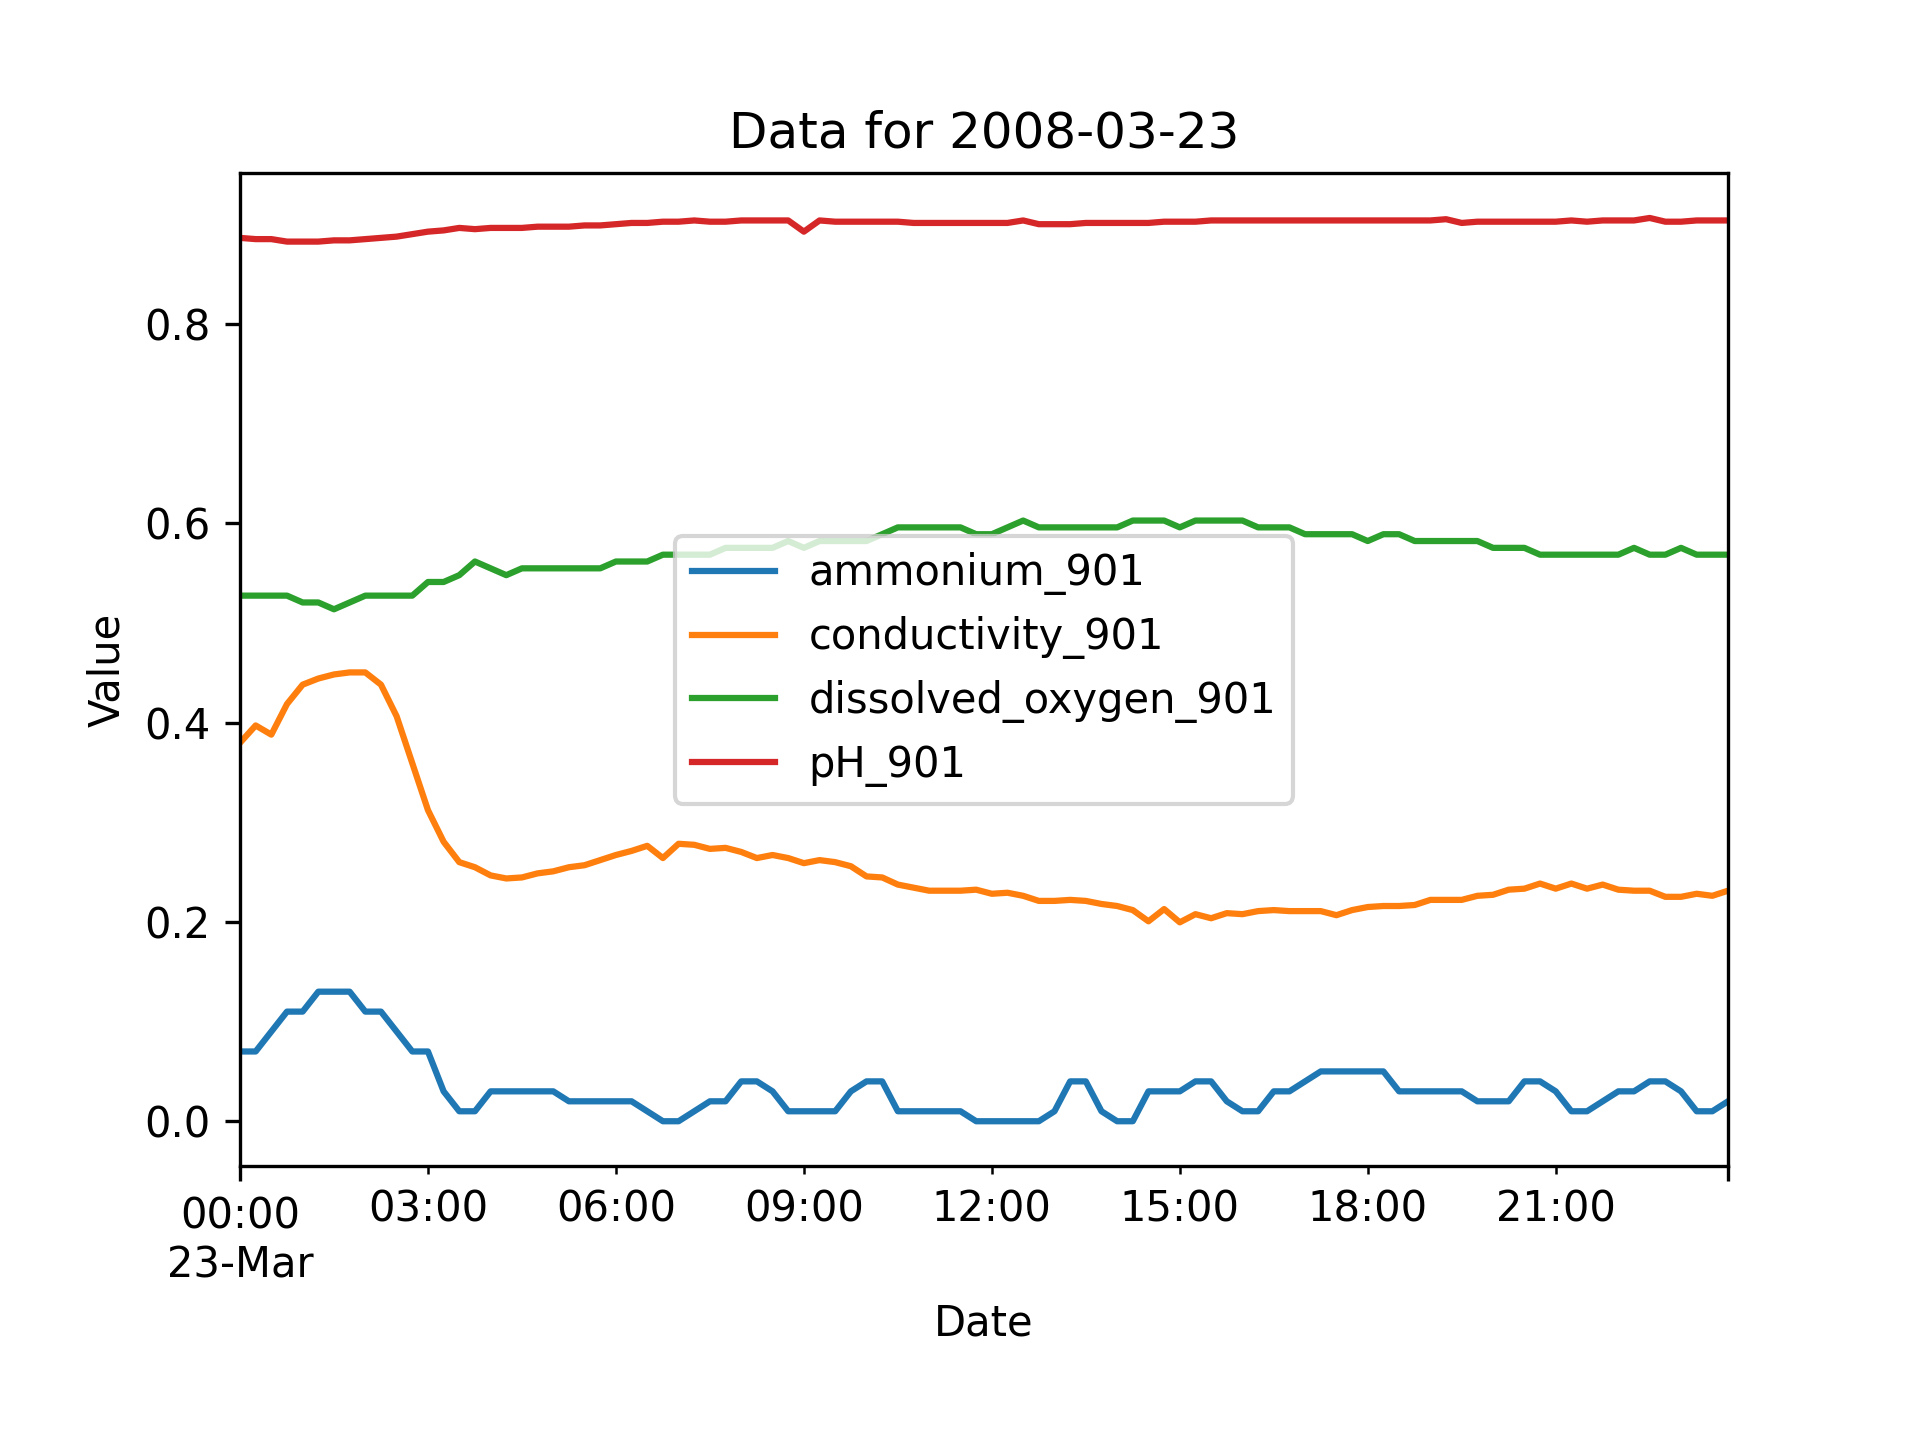 Data for 2008-03-23
Value
0.8
0.6
0.4
0.2
0.0
ammonium_901
conductivity_901
dissolved_oxygen_901
pH_901
00:00 03:00 06:00 09:00 12:00 15:00 18:00 21:00
23-Mar
Date